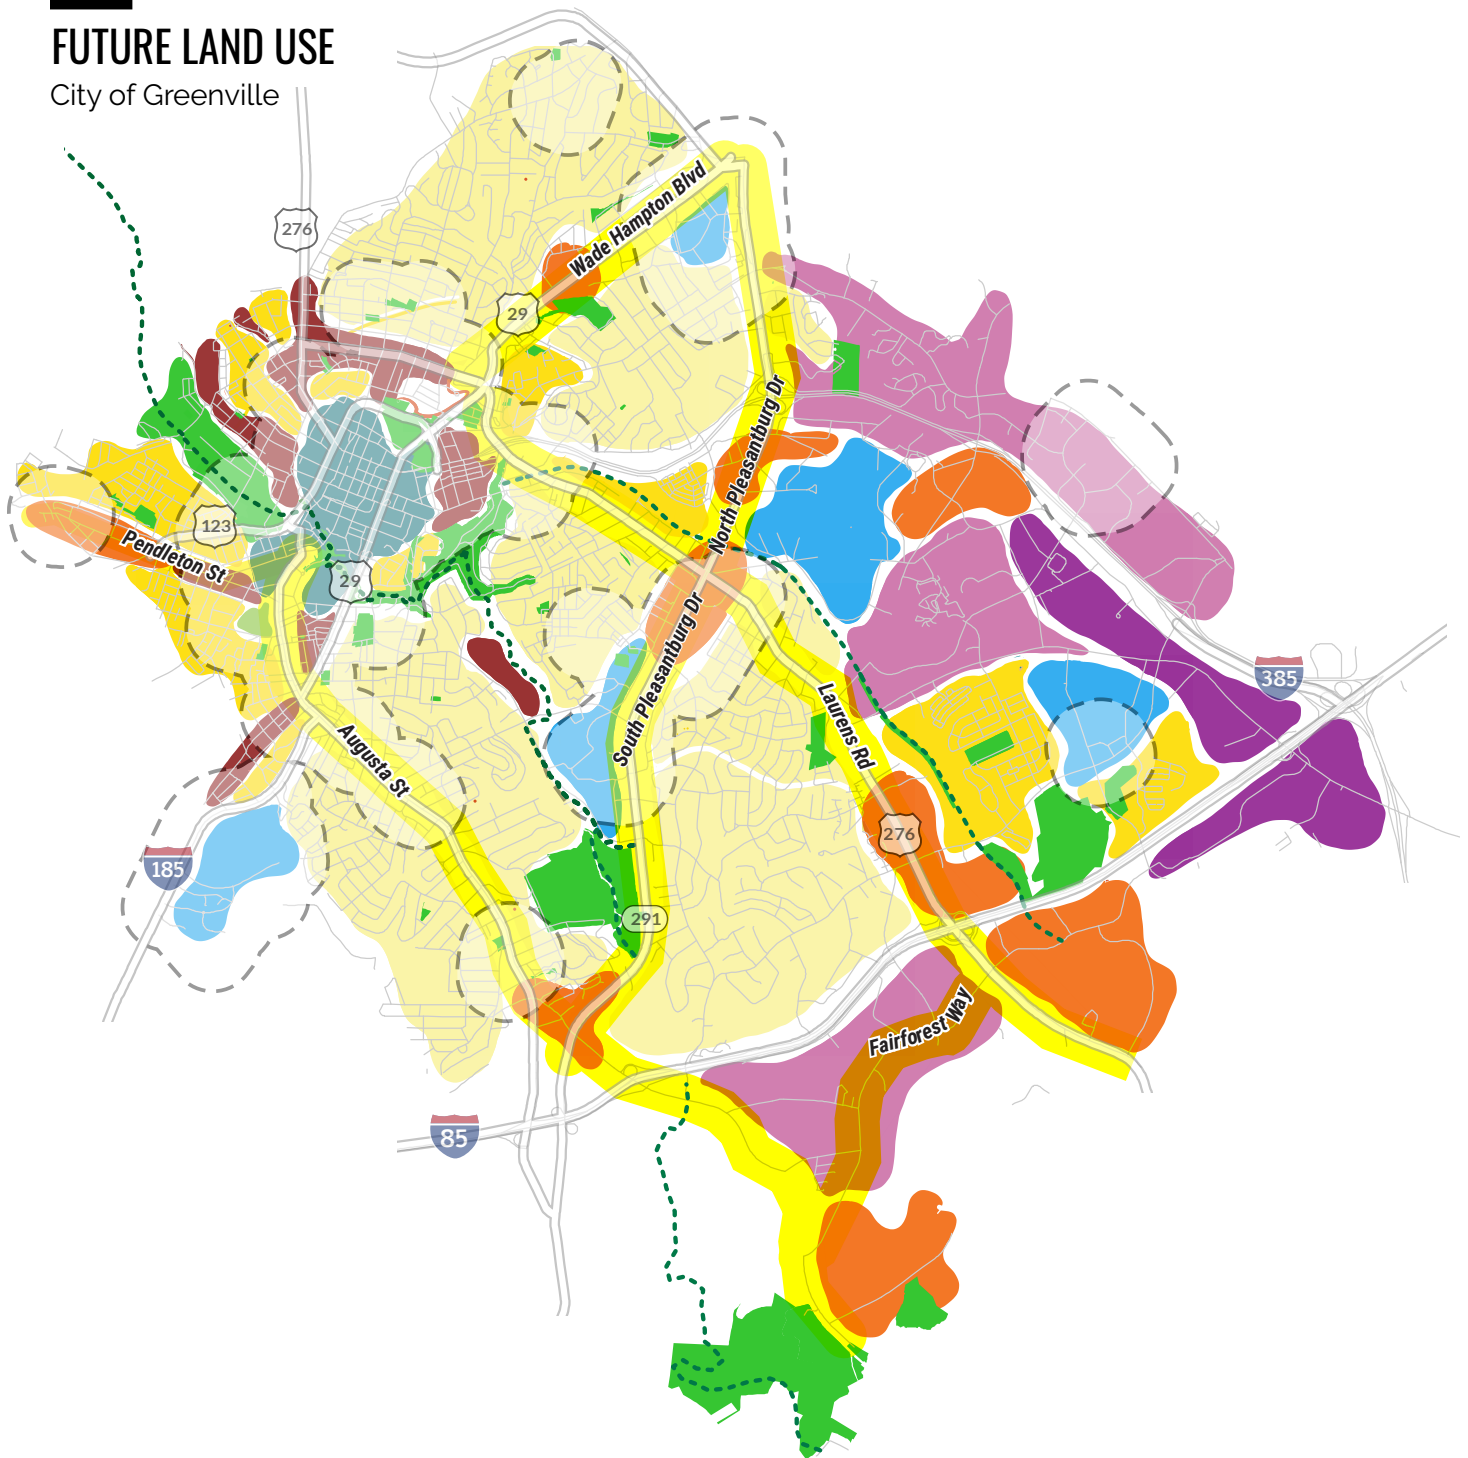 FUTURE LAND USE
City of Greenville
Wade Hampton Blvd
276
29
North Pleasantburg Dr
123
Pendleton St
29
South Pleasantburg Dr
385
Laurens Rd
Augusta St
276
185
291
Fairforest Way
85